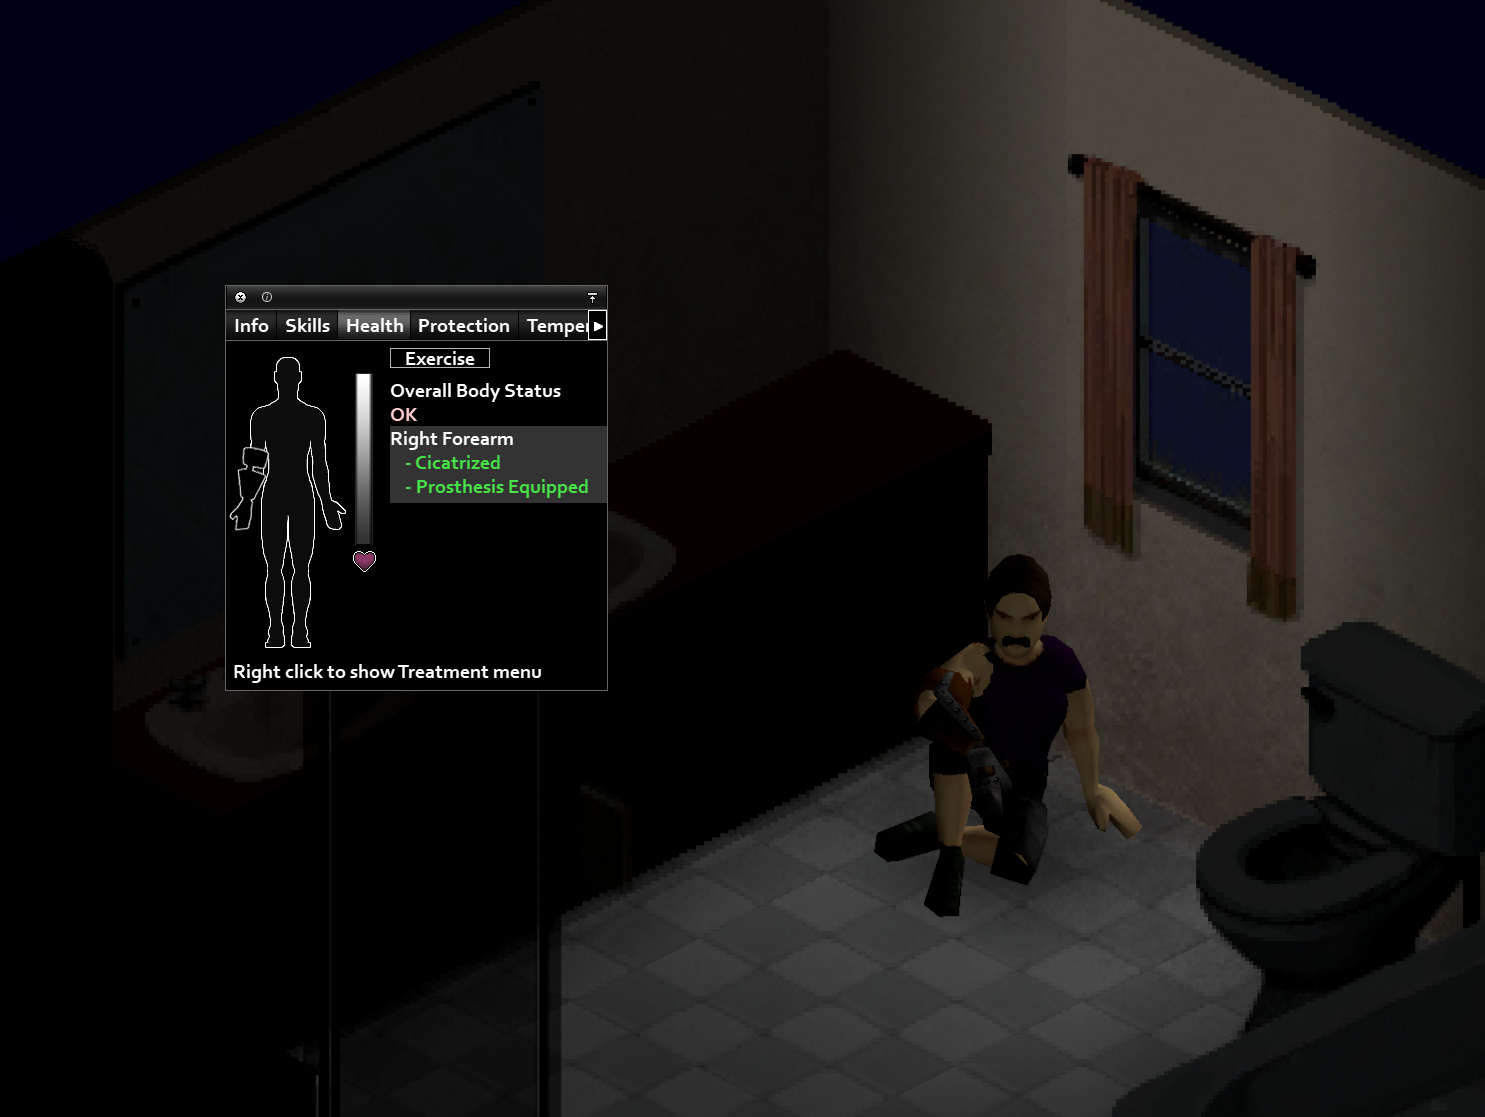 Info Skills Health Protection Temper
Exercise
Overall Body Status
OK
Right Forearm
- Cicatrized
- Prosthesis Equipped
Right click to show Treatment menu